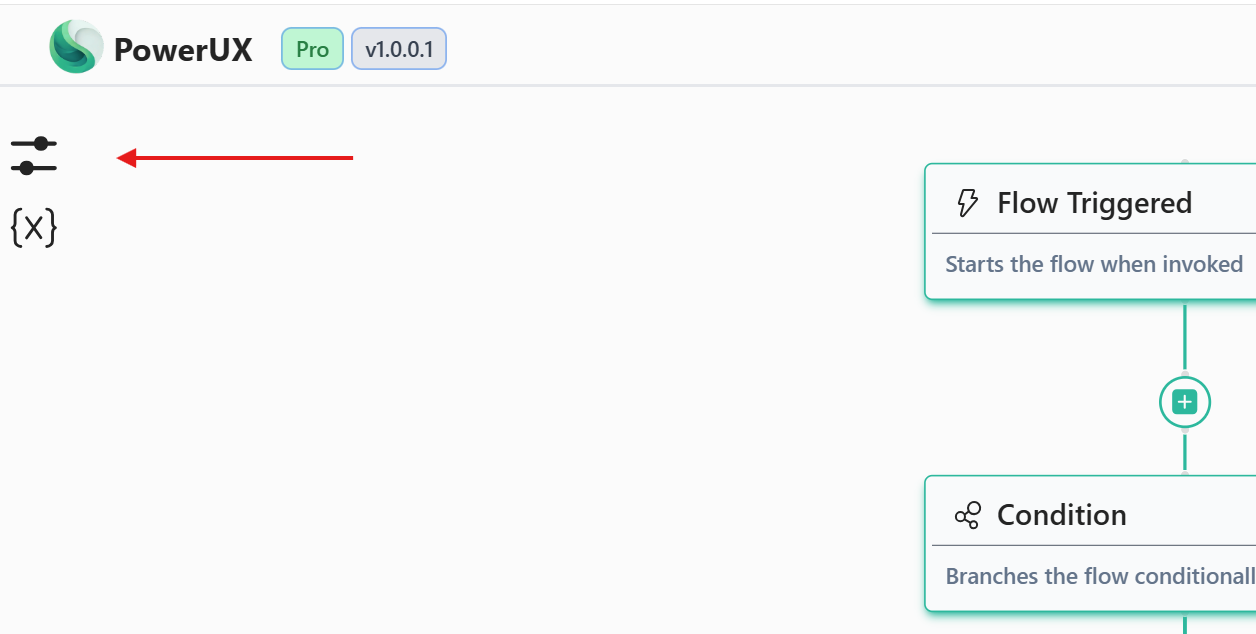 PowerUX
Pro
v1.0.0.1
{X}
Flow Triggered
Starts the flow when invoked
Condition
Branches the flow conditionall